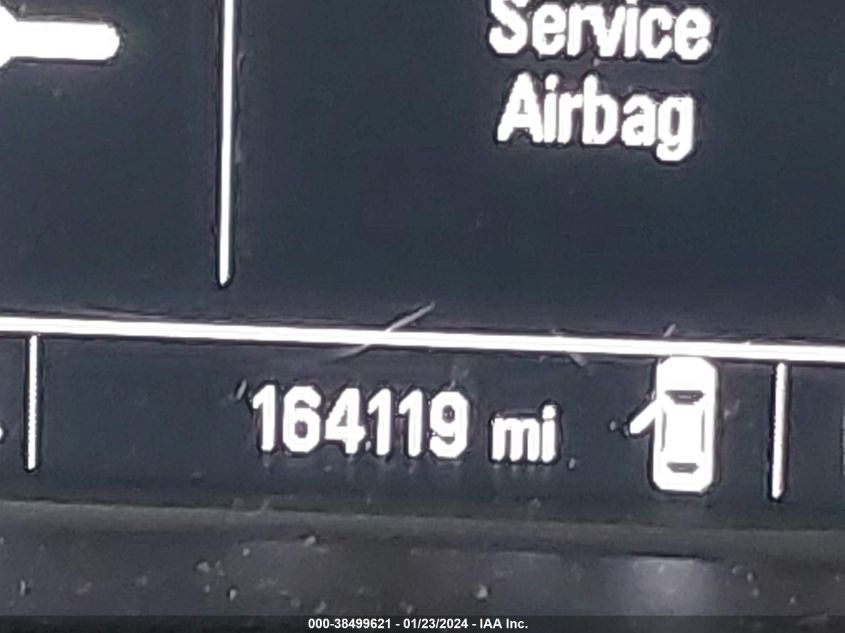 Service
Airbag
164119 mi
000-38499621 - 01/23/2024 - IAA Inc.